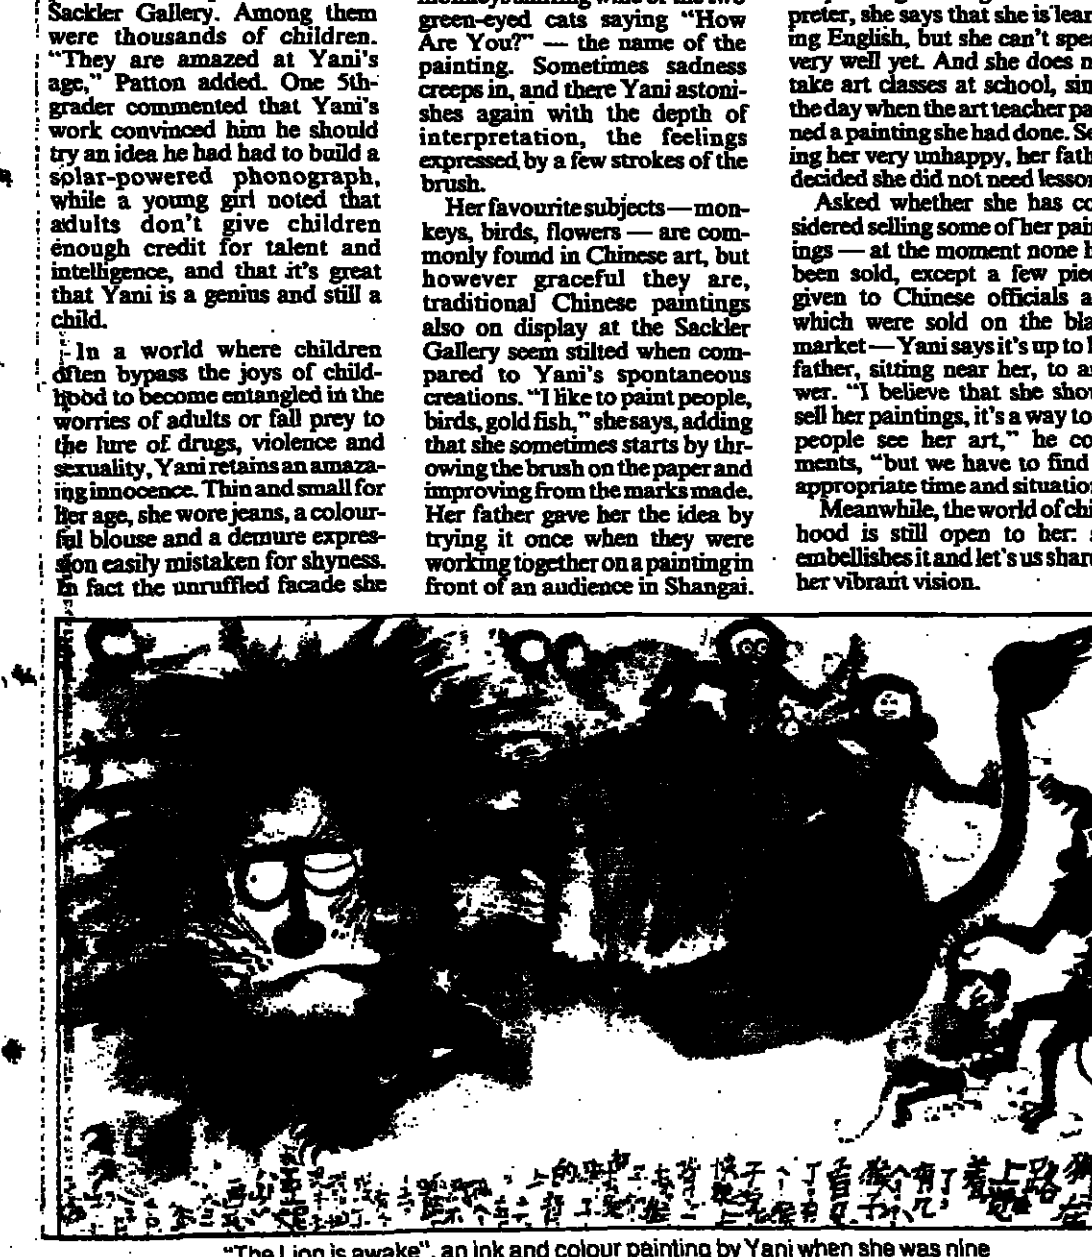 Sackler Gallery. Among them
were thousands of children.
"They are amazed at Yani's
age," Patton added. One 5th-
grader commented that Yani's
work convinced him he should
try an idea he had had to build a
solar-powered phonograph,
while a young girl noted that
adults don't give children
enough credit for talent and
intelligence, and that it's great
that Yani is a genius and still a
child.
In a world where children
often bypass the joys of child-
hood to become entangled in the
worries of adults or fall prey to
the lure of drugs, violence and
sexuality, Yani retains an amaza-
ing innocence. Thin and small for
her age, she wore jeans, a colour-
ful blouse and a demure expres-
sion easily mistaken for shyness.
In fact the unruffled facade she
green-eyed cats saying "How
Are You?" — the name of the
painting. Sometimes sadness
creeps in, and there Yani astoni-
shes again with the depth of
interpretation, the feelings
expressed by a few strokes of the
brush.
Her favourite subjects — mon-
keys, birds, flowers — are com-
monly found in Chinese art, but
however graceful they are,
traditional Chinese paintings
also on display at the Sackler
Gallery seem stilted when com-
pared to Yani's spontaneous
creations. "I like to paint people,
birds, gold fish," she says, adding
that she sometimes starts by thr-
owing the brush on the paper and
improving from the marks made.
Her father gave her the idea by
trying it once when they were
working together on a painting in
front of an audience in Shangai.
preter, she says that she is lear
ing English, but she can't spe
very well yet. And she does n
take art classes at school, sin
the day when the art teacher pa
ned a painting she had done. Se
ing her very unhappy, her fath
decided she did not need lesson
Asked whether she has co
sidered selling some of her pain
ings — at the moment none h
been sold, except a few piec
given to Chinese officials a
which were sold on the bla
market — Yani says it's up to h
father, sitting near her, to an
wer. "I believe that she shou
sell her paintings, it's a way to
people see her art," he co
ments, "but we have to find
appropriate time and situation
Meanwhile, the world of chi
hood is still open to her:
embellishes it and let's us share
her vibrant vision.
"The Lion is awake", an ink and colour painting by Yani when she was nine